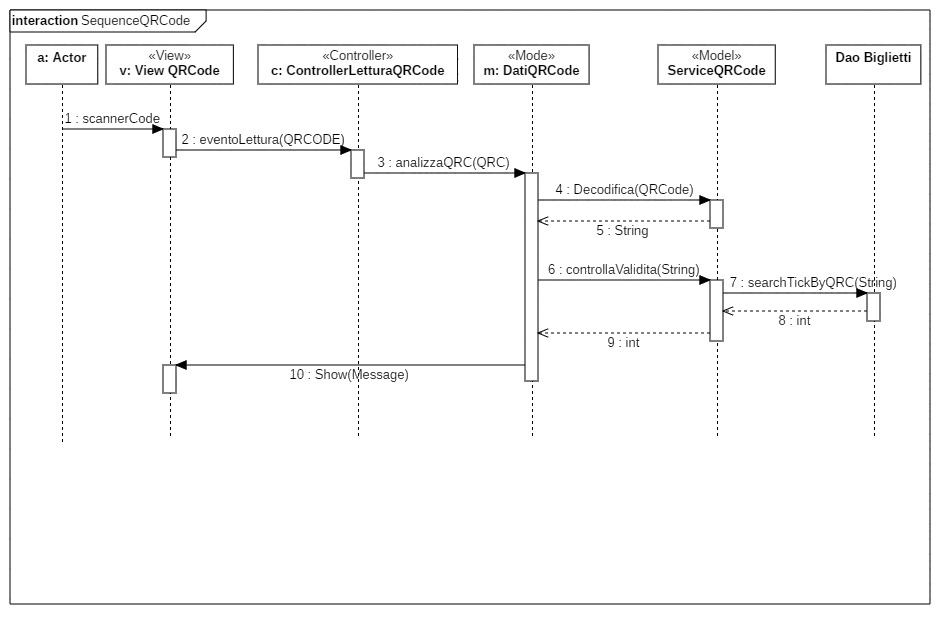 interaction SequenceQRCode
a: Actor
«View»
v: View QRCode
«Controller»
c: ControllerLetturaQRCode
«Mode»
m: DatiQRCode
«Model»
ServiceQRCode
Dao Biglietti
1 : scannerCode
2 : eventoLettura(QRCODE)
3 : analizzaQRC(QRC)
4 : Decodifica(QRCode)
5 : String
6 : controllaValidita(String)
7 : searchTickByQRC(String)
8 : int
9 : int
10 : Show(Message)